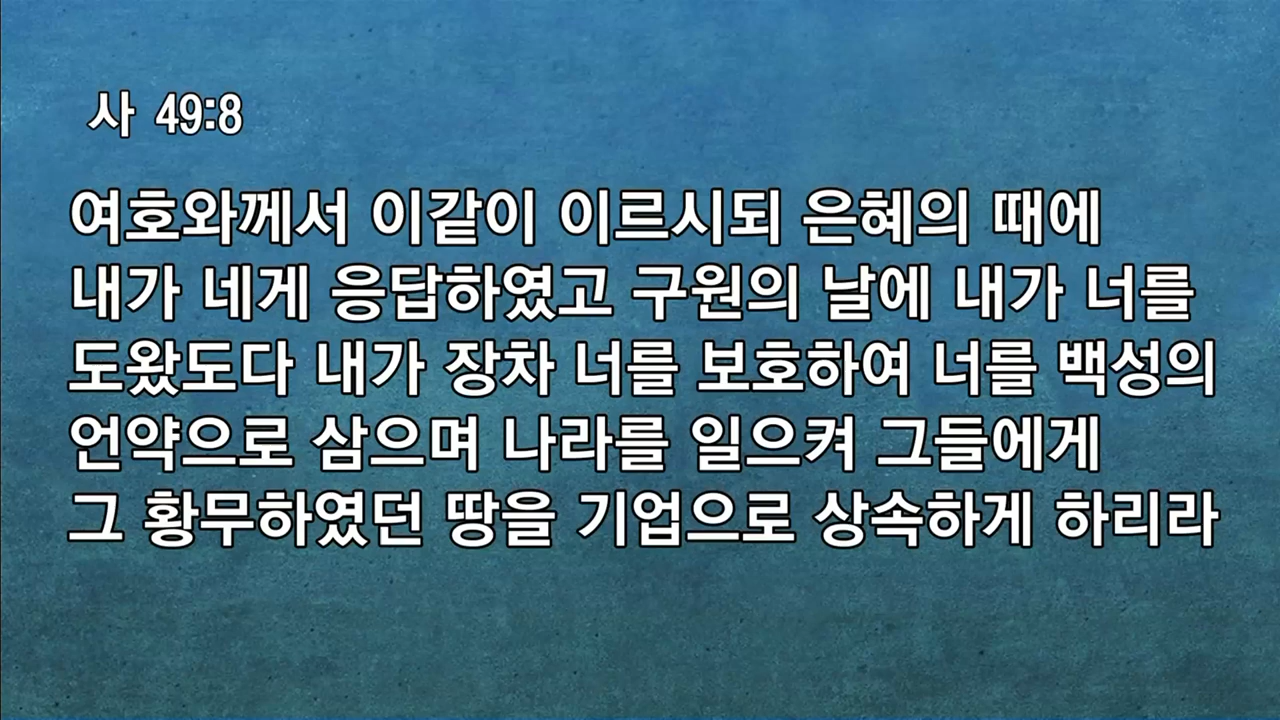 사 49:8
여호와께서 이같이 이르시되 은혜의 때에
내가 네게 응답하였고 구원의 날에 내가 너를
도왔도다 내가 장차 너를 보호하여 너를 백성의
언약으로 삼으며 나라를 일으켜 그들에게
그 황무하였던 땅을 기업으로 상속하게 하리라